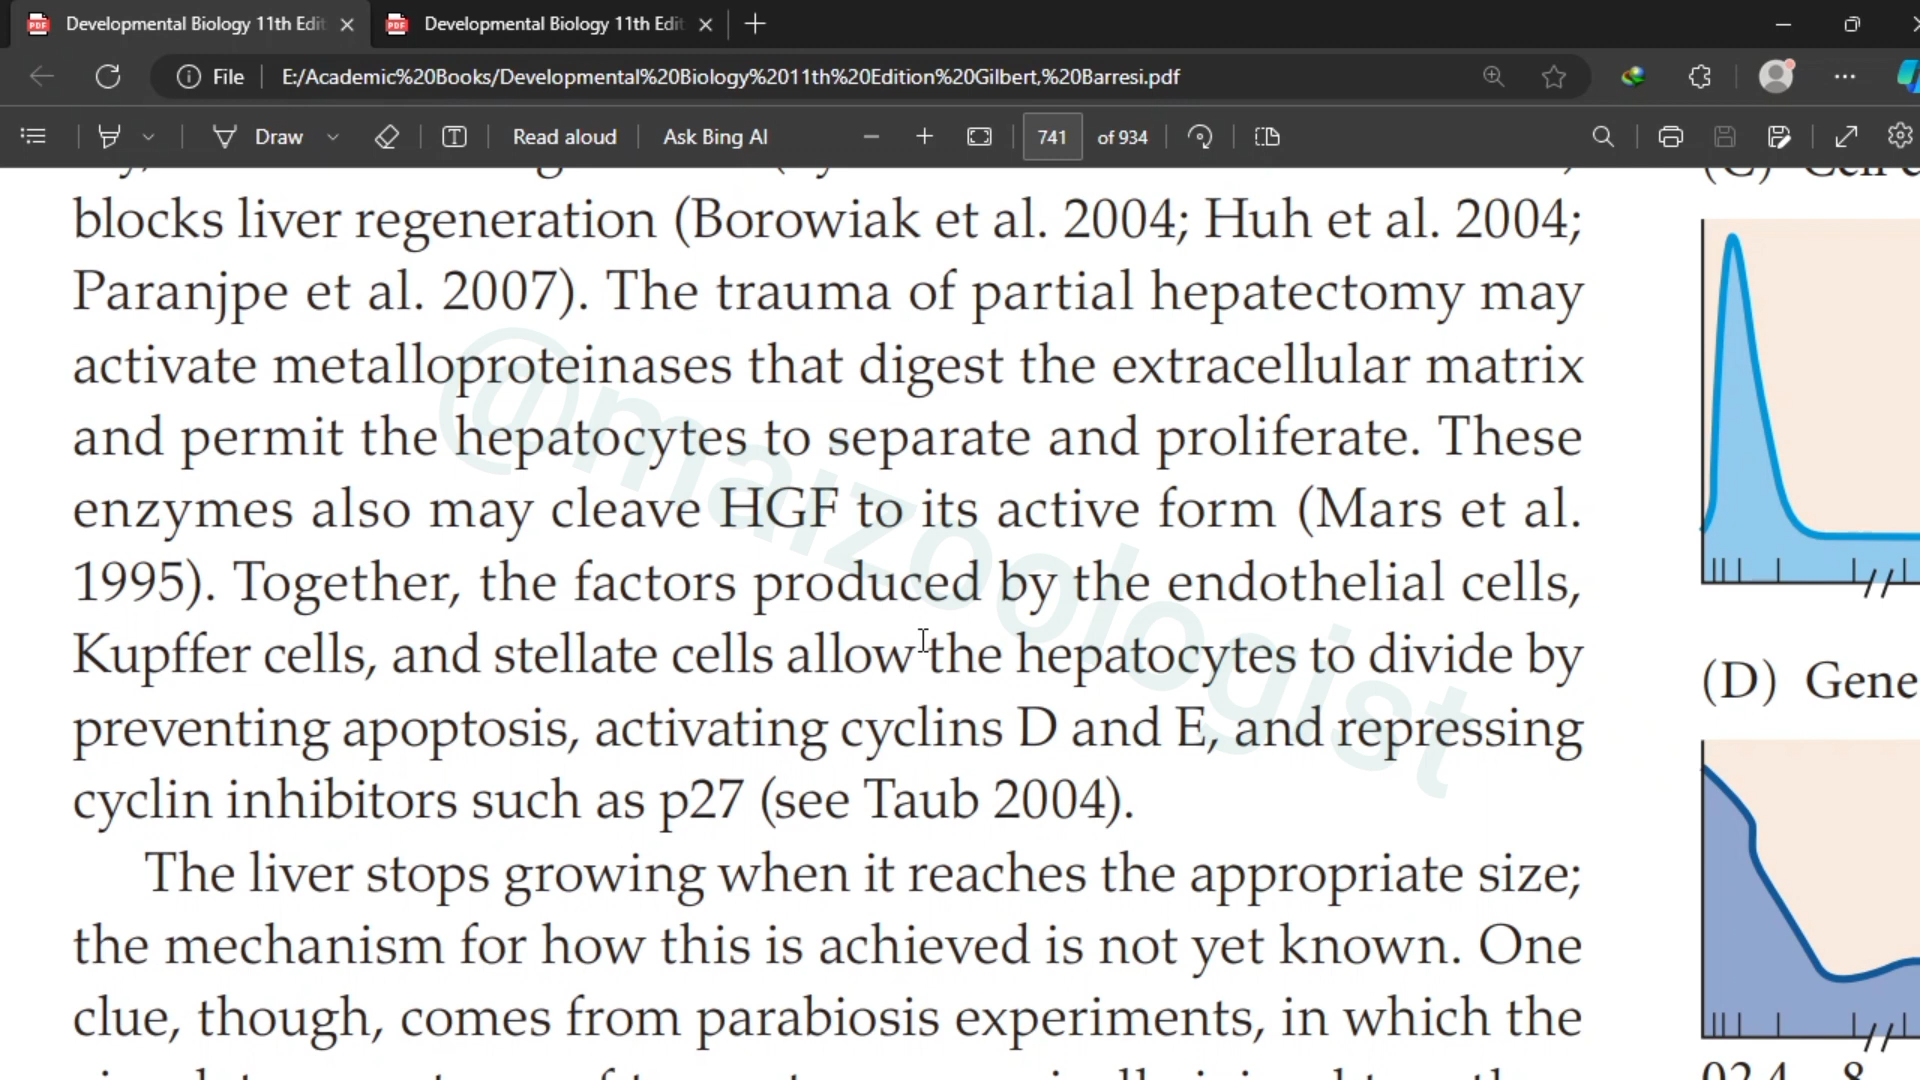 Developmental Biology 11th Edit
Developmental Biology 11th Edit
File E:/Academic%20Books/Developmental%20Biology%2011th%20Edition%20Gilbert,%20Barresi.pdf
Draw Read aloud Ask Bing AI 741 of 934
blocks liver regeneration (Borowiak et al. 2004; Huh et al. 2004;
Paranjpe et al. 2007). The trauma of partial hepatectomy may
activate metalloproteinases that digest the extracellular matrix
and permit the hepatocytes to separate and proliferate. These
enzymes also may cleave HGF to its active form (Mars et al.
1995). Together, the factors produced by the endothelial cells,
Kupffer cells, and stellate cells allow the hepatocytes to divide by
preventing apoptosis, activating cyclins D and E, and repressing
cyclin inhibitors such as p27 (see Taub 2004).
The liver stops growing when it reaches the appropriate size;
the mechanism for how this is achieved is not yet known. One
clue, though, comes from parabiosis experiments, in which the
@maizoologist
(C) Cell c
(D) Gene
02 4 8